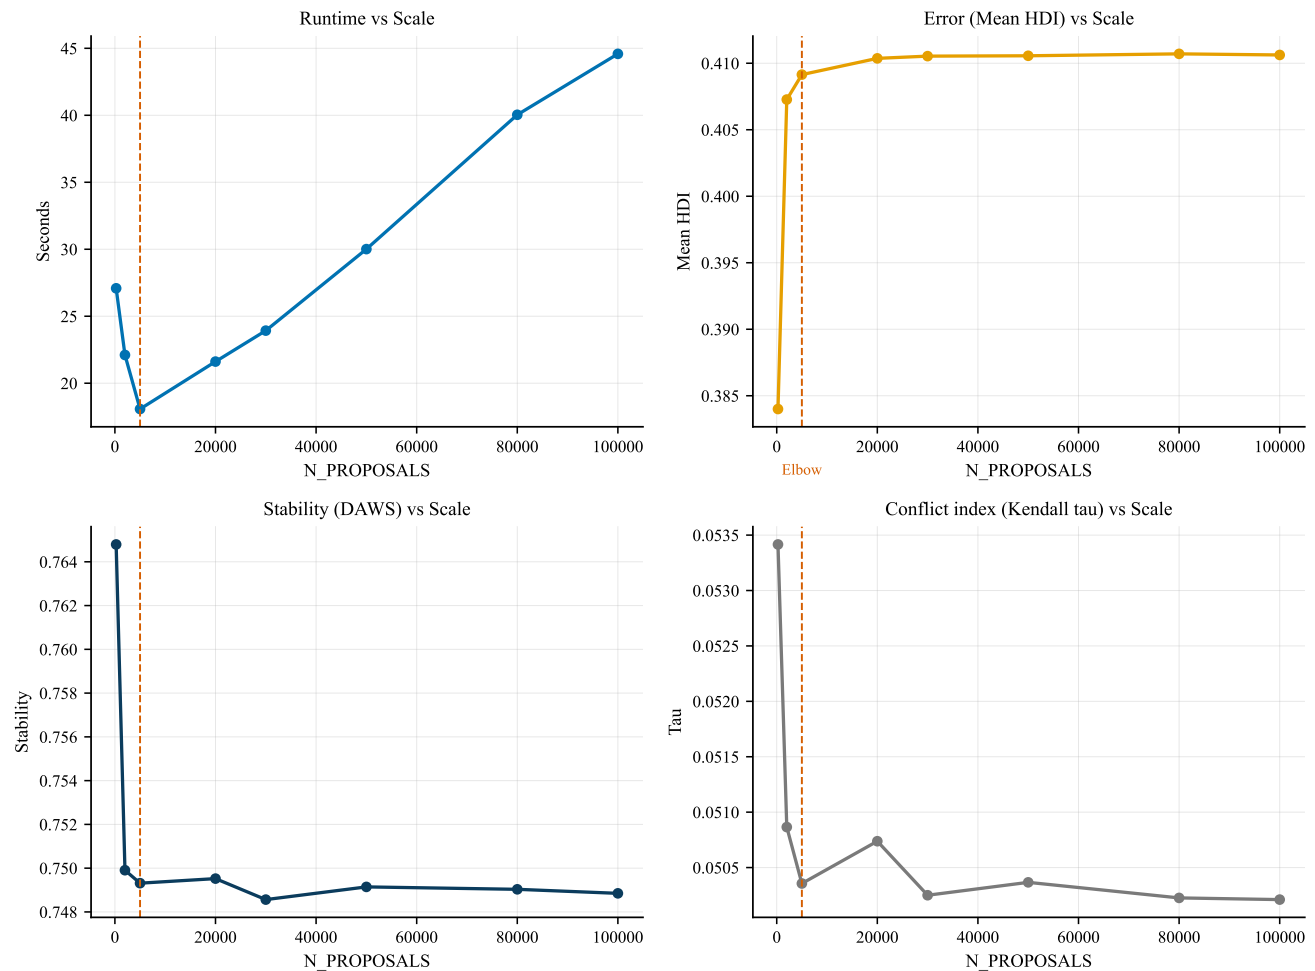 Runtime vs Scale
45
40
35
30
25
20
Seconds
0 20000 40000 60000 80000 100000
N_PROPOSALS
Error (Mean HDI) vs Scale
0.410
0.405
0.400
0.395
0.390
0.385
Mean HDI
0 20000 40000 60000 80000 100000
Elbow
N_PROPOSALS
Stability (DAWS) vs Scale
0.764
0.762
0.760
0.758
0.756
0.754
0.752
0.750
0.748
Stability
0 20000 40000 60000 80000 100000
N_PROPOSALS
Conflict index (Kendall tau) vs Scale
0.0535
0.0530
0.0525
0.0520
0.0515
0.0510
0.0505
Tau
0 20000 40000 60000 80000 100000
N_PROPOSALS